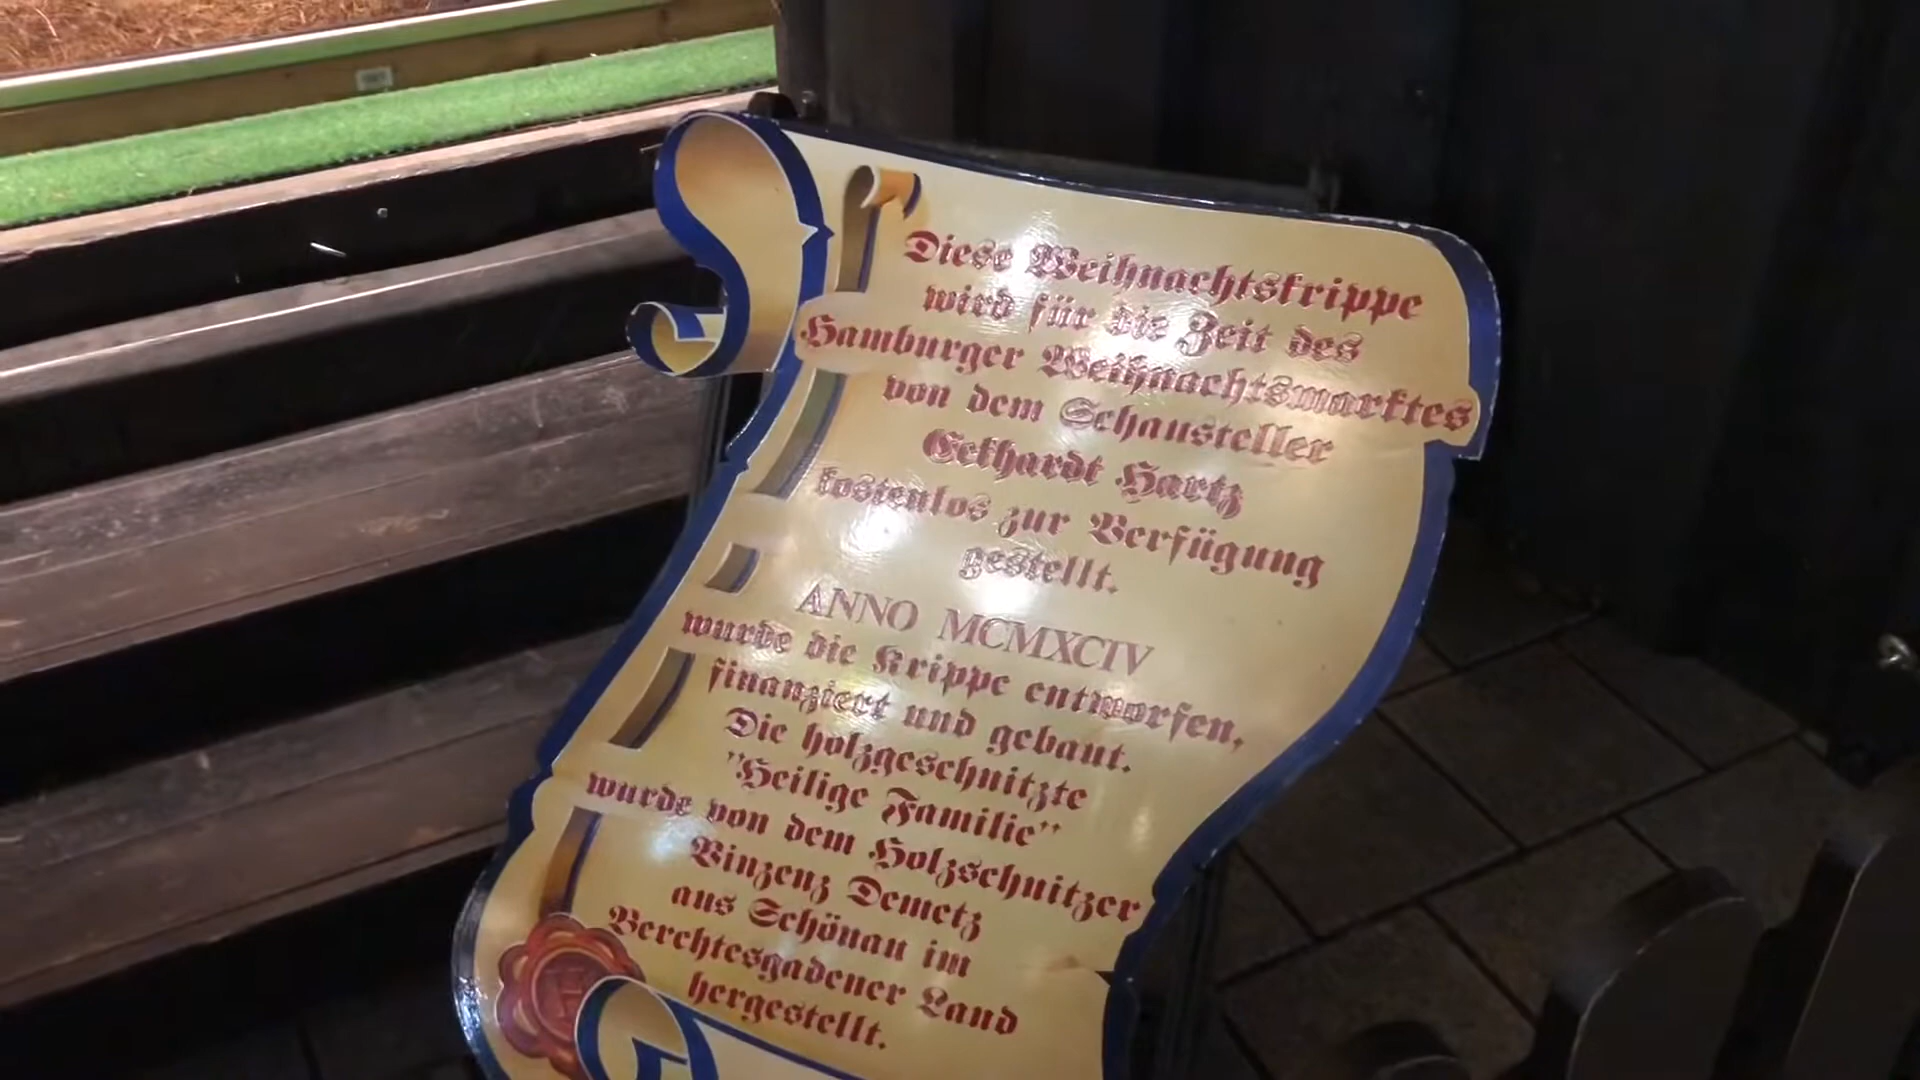 Diese Weihnachtskrippe
wird für die Zeit des
Hamburger Weihnachtsmarktes
von dem Schausteller
Eckhardt Hartz
kostenlos zur Verfügung
gestellt.
ANNO MCMXCIV
wurde die Krippe entworfen,
finanziert und gebaut.
Die holzgeschnitzte
"Heilige Familie"
wurde von dem Holzschnitzer
Vinzenz Demetz
aus Schönau im
Berchtesgadener Land
hergestellt.